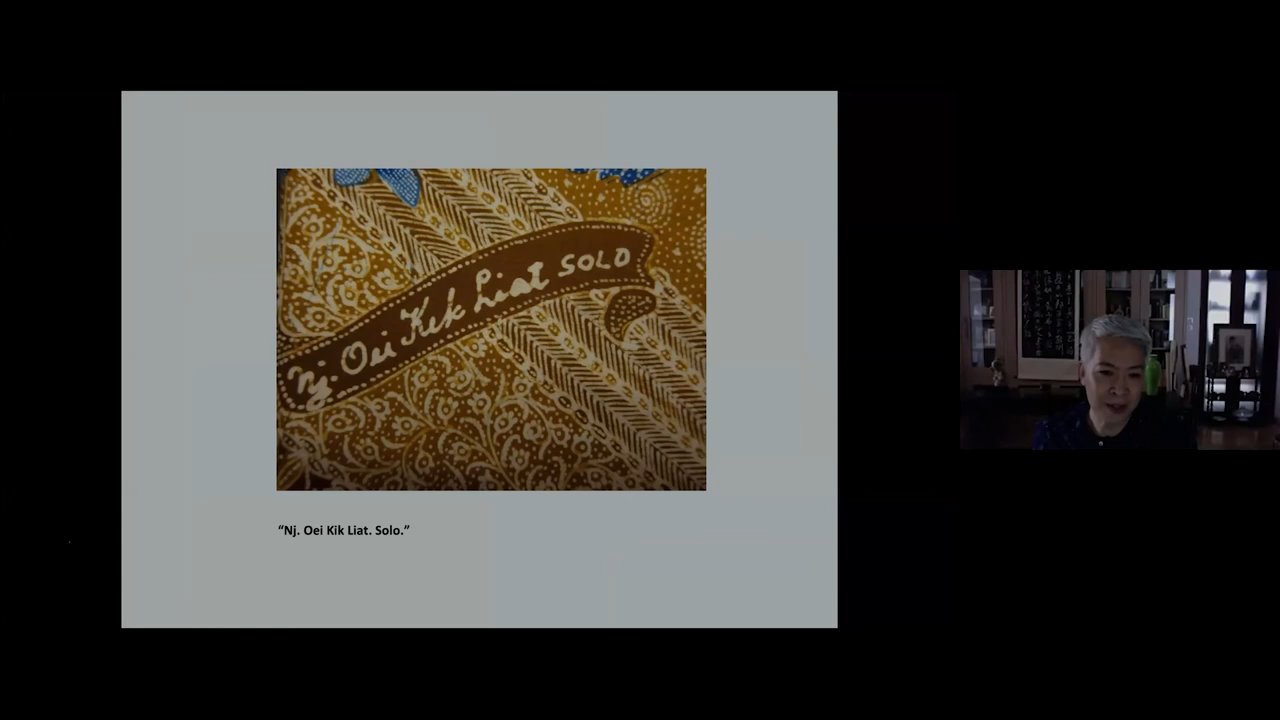 Nj. Oei Kik Liat SOLO
“Nj. Oei Kik Liat. Solo.”